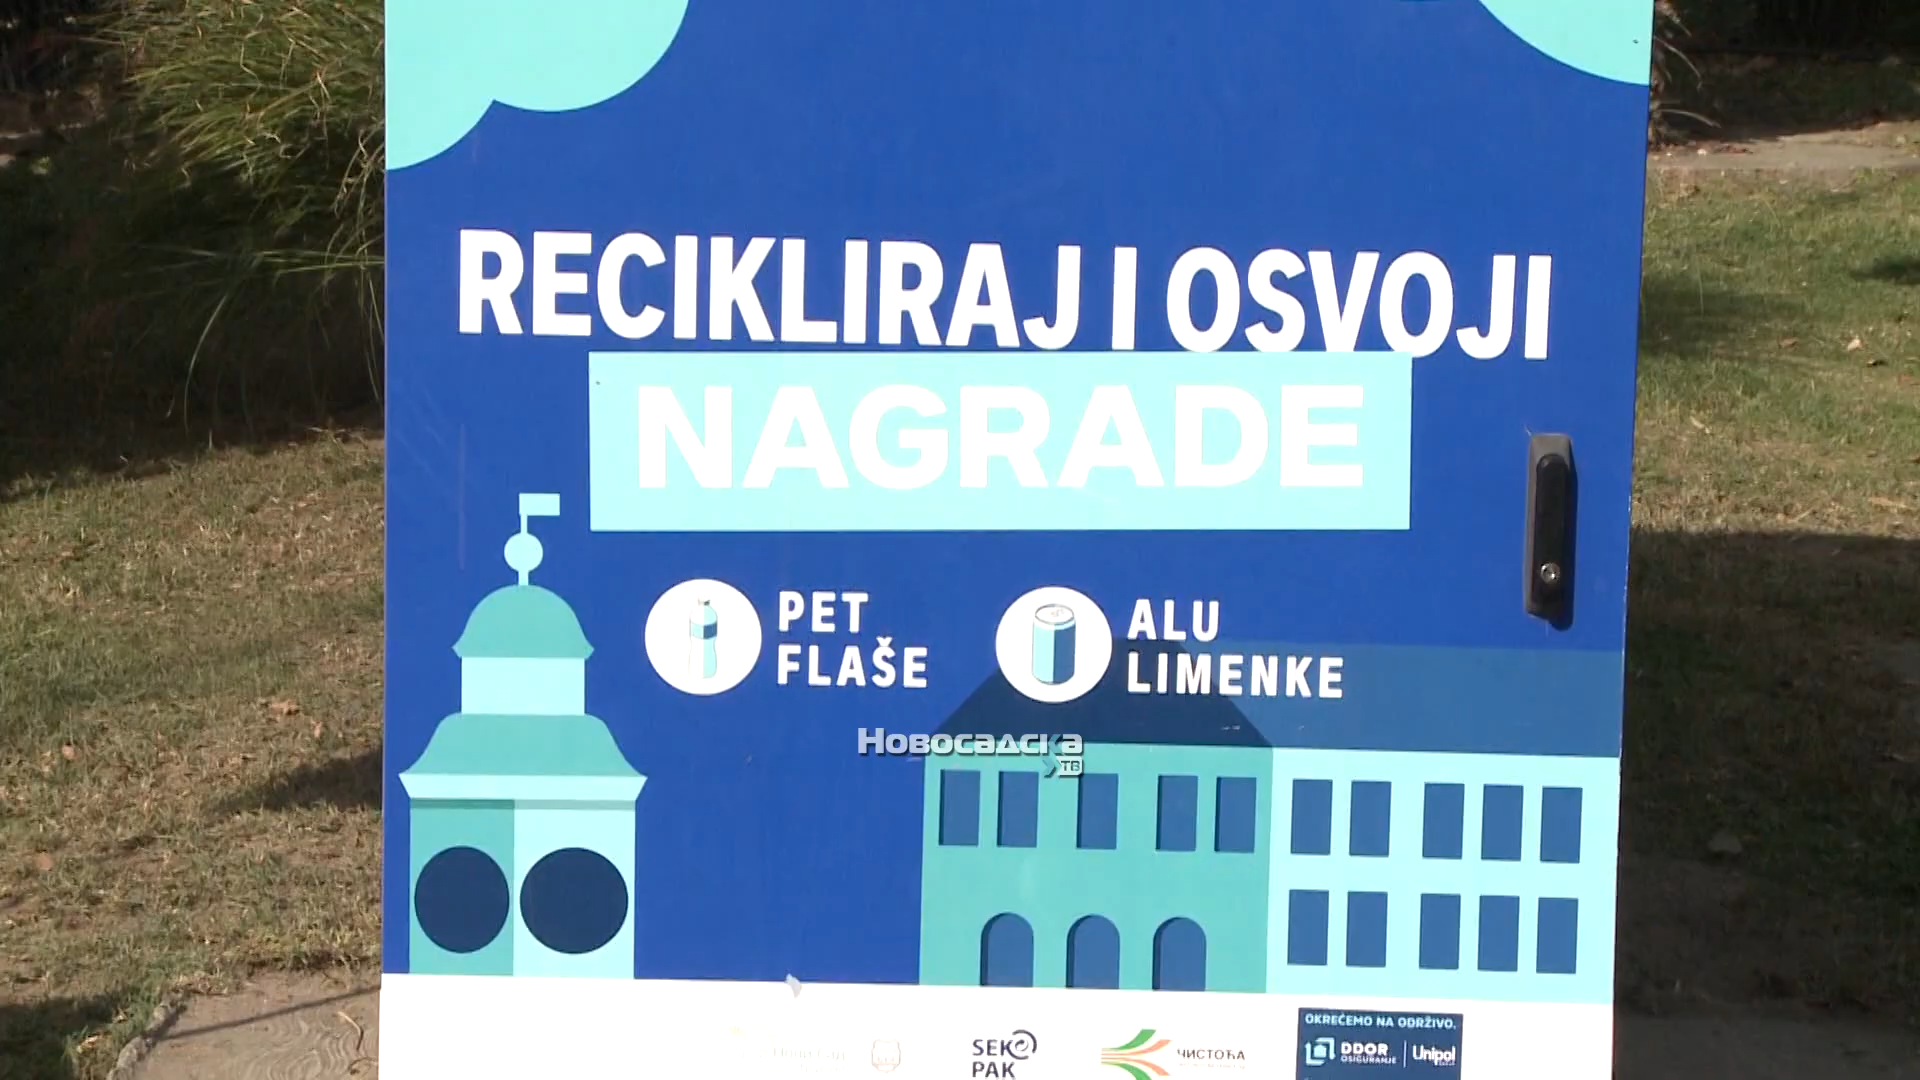 RECIKLIRAJ I OSVOJI
NAGRADE
PET
FLAŠE
ALU
LIMENKE
Новосадска
ТВ
OKREĆEMO NA ODRŽIVO.
SEKO
PAK
ЧИСТОЋА
DDOR
OSIGURANJE
Unipol